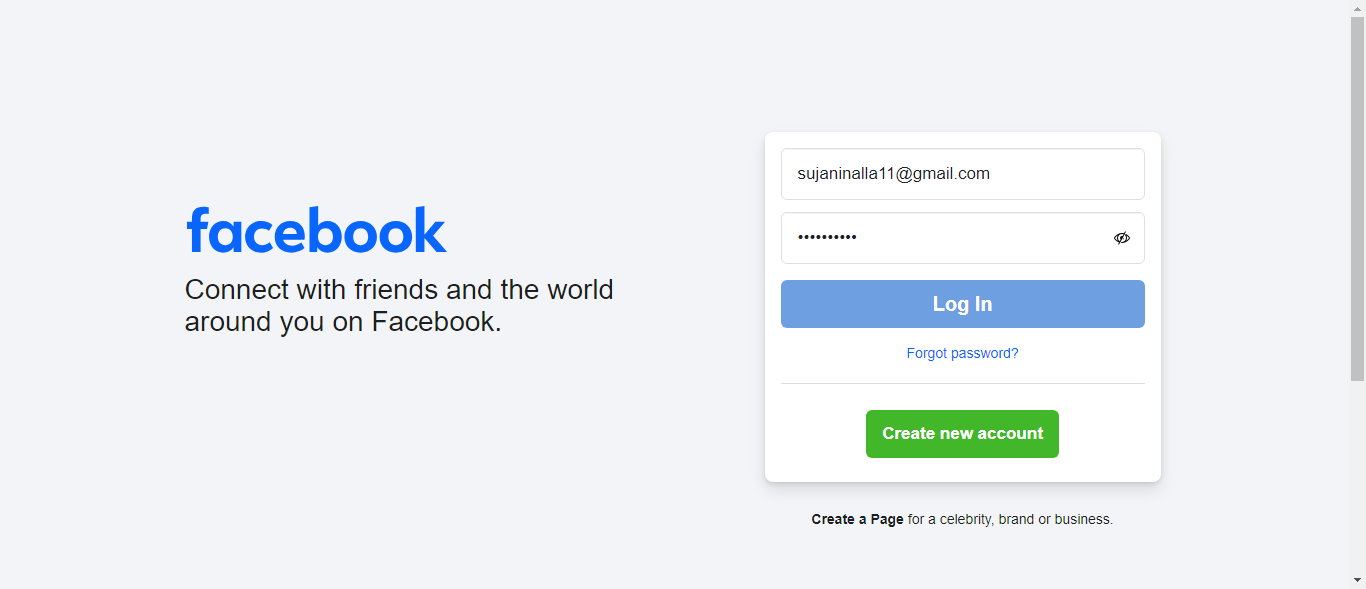 facebook
Connect with friends and the world
around you on Facebook.
sujaninalla11@gmail.com
••••••••••
Log In
Forgot password?
Create new account
Create a Page for a celebrity, brand or business.